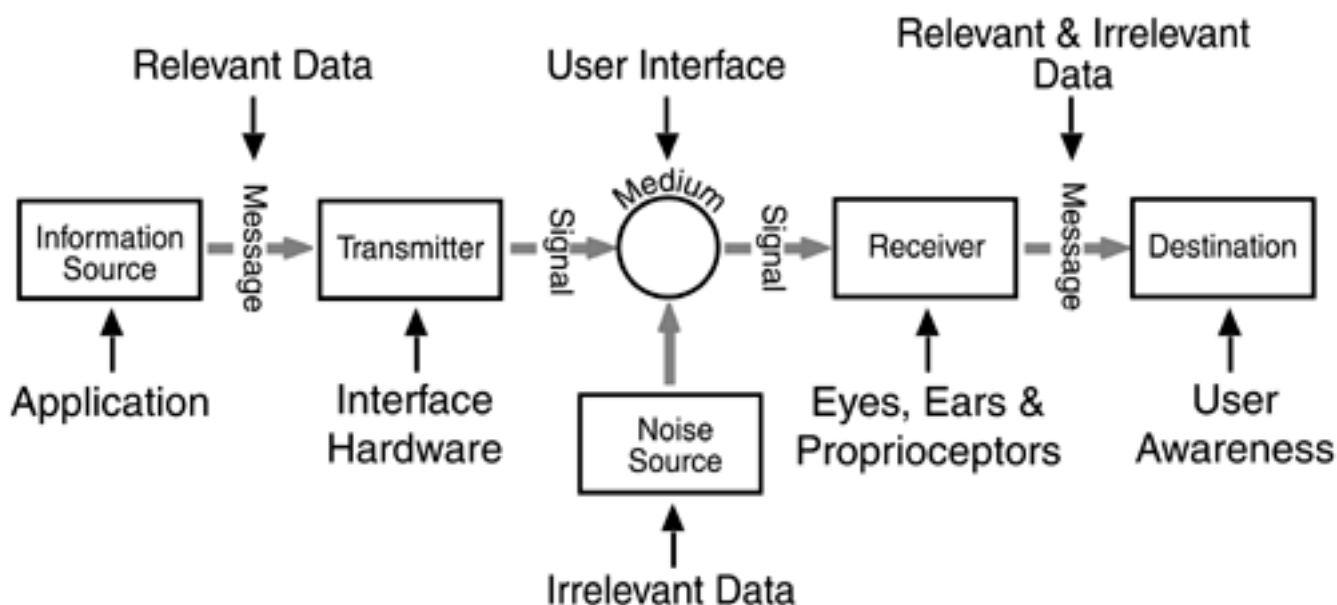 Relevant Data
User Interface
Relevant & Irrelevant
Data
Information
Source
Message
Transmitter
Signal
Medium
Signal
Receiver
Message
Destination
Application
Interface
Hardware
Noise
Source
Eyes, Ears &
Proprioceptors
User
Awareness
Irrelevant Data